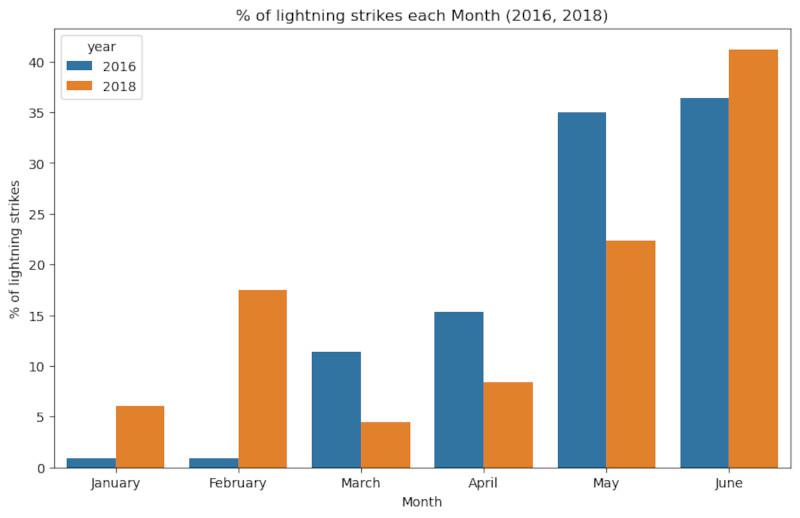 % of lightning strikes each Month (2016, 2018)
year
2016
2018
% of lightning strikes
40
35
30
25
20
15
10
5
0
January February March April May June
Month